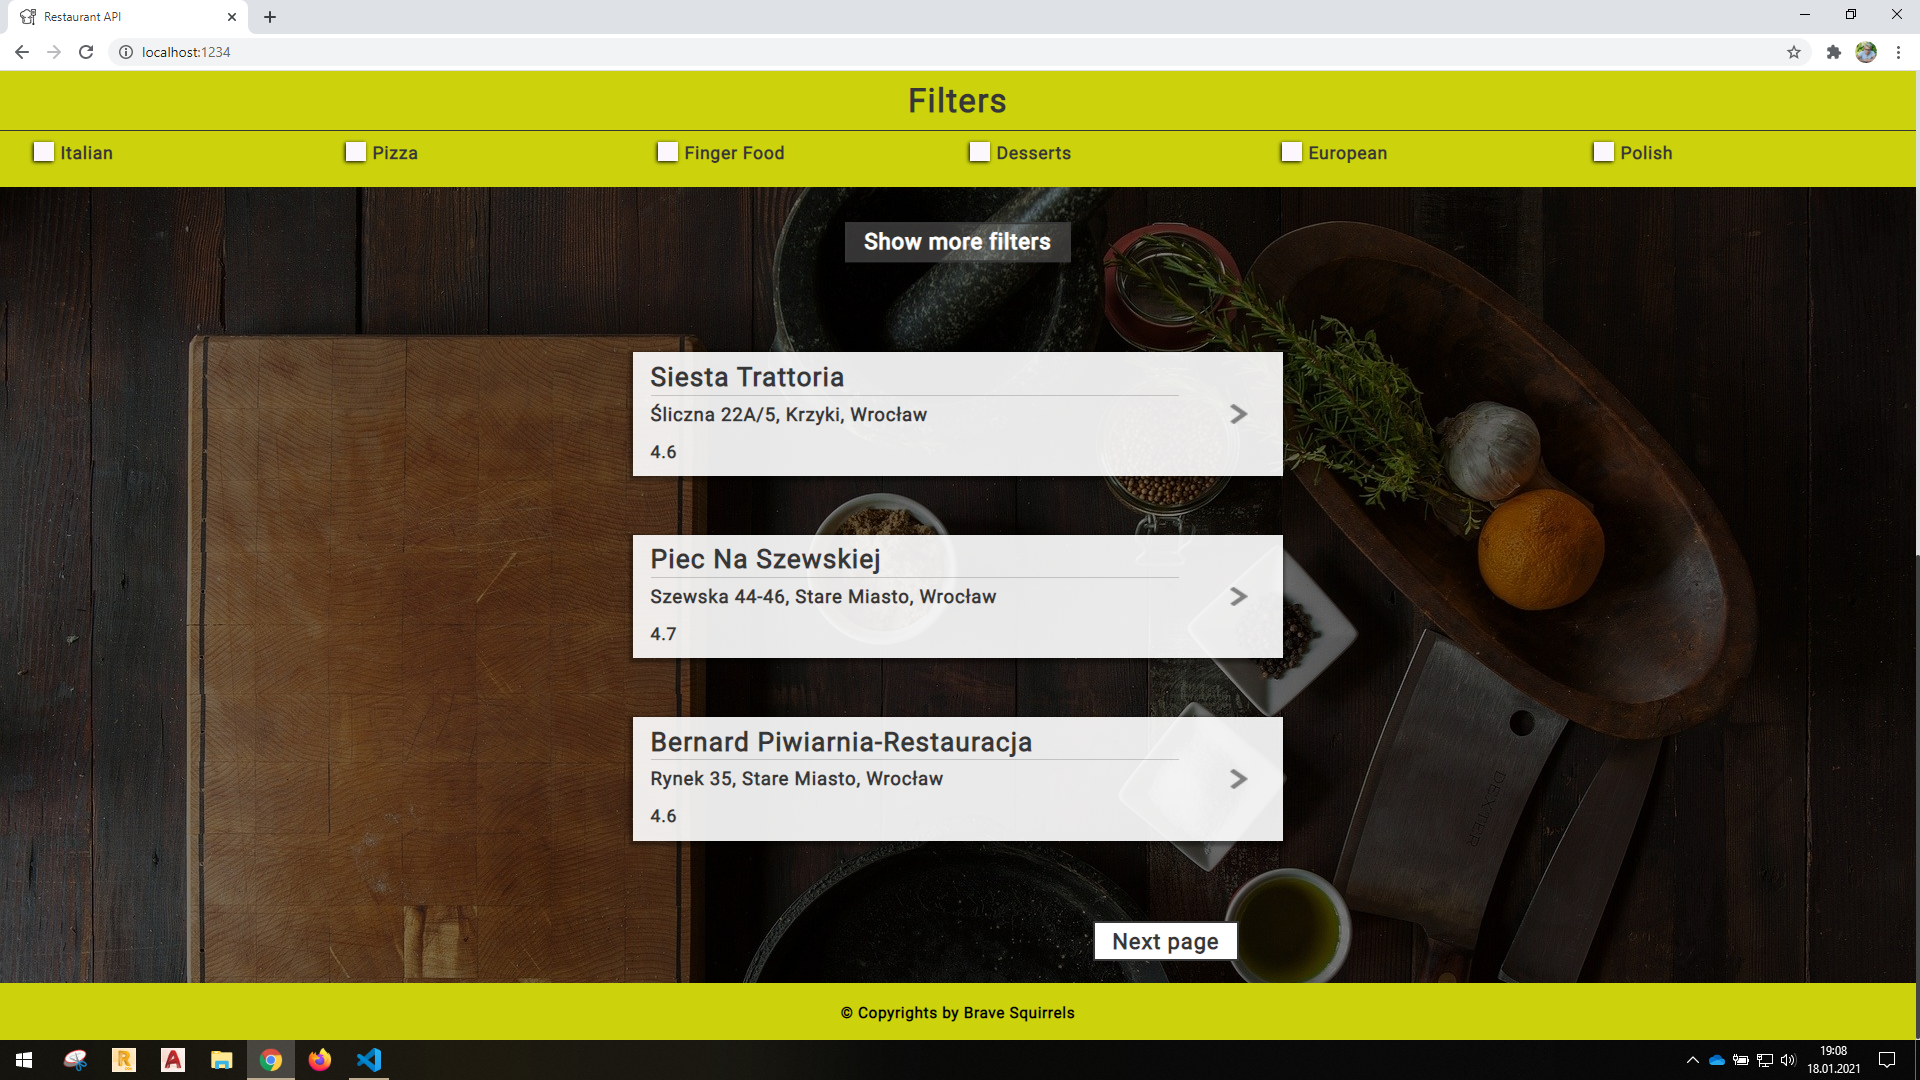 Restaurant API
localhost:1234
Filters
Italian
Pizza
Finger Food
Desserts
European
Polish
Show more filters
Siesta Trattoria
Śliczna 22A/5, Krzyki, Wrocław
4.6
Piec Na Szewskiej
Szewska 44-46, Stare Miasto, Wrocław
4.7
Bernard Piwiarnia-Restauracja
Rynek 35, Stare Miasto, Wrocław
4.6
DEXTER
Next page
© Copyrights by Brave Squirrels
19:08
18.01.2021